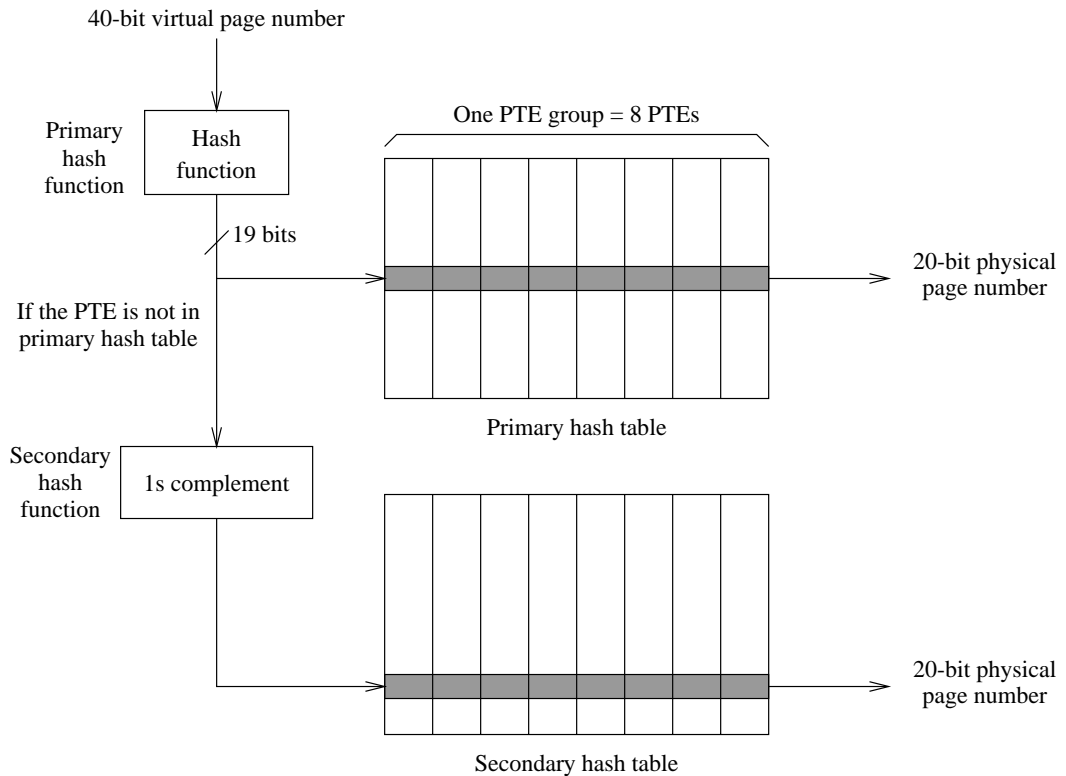 40-bit virtual page number
One PTE group = 8 PTEs
Primary
hash
function
Hash
function
19 bits
20-bit physical
page number
If the PTE is not in
primary hash table
Primary hash table
Secondary
hash
function
1s complement
20-bit physical
page number
Secondary hash table